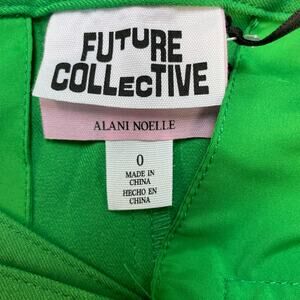 FUTURE
COLLECTIVE
ALANI NOELLE
0
MADE IN
CHINA
HECHO EN
CHINA